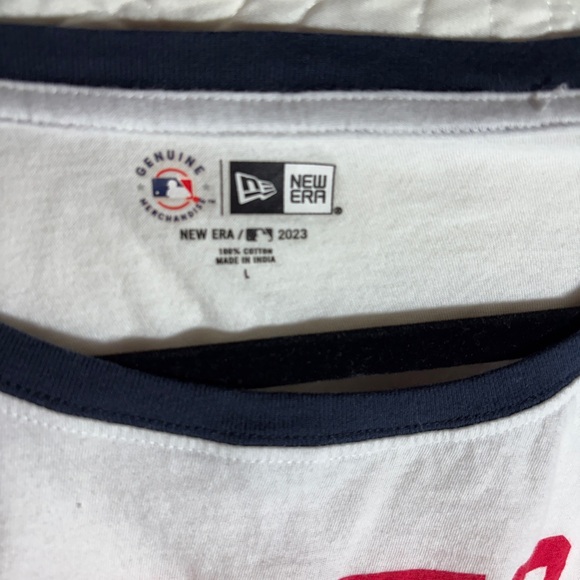 GENUINE
MERCHANDISE
NEW
ERA
NEW ERA / 2023
100% COTTON
MADE IN INDIA
L